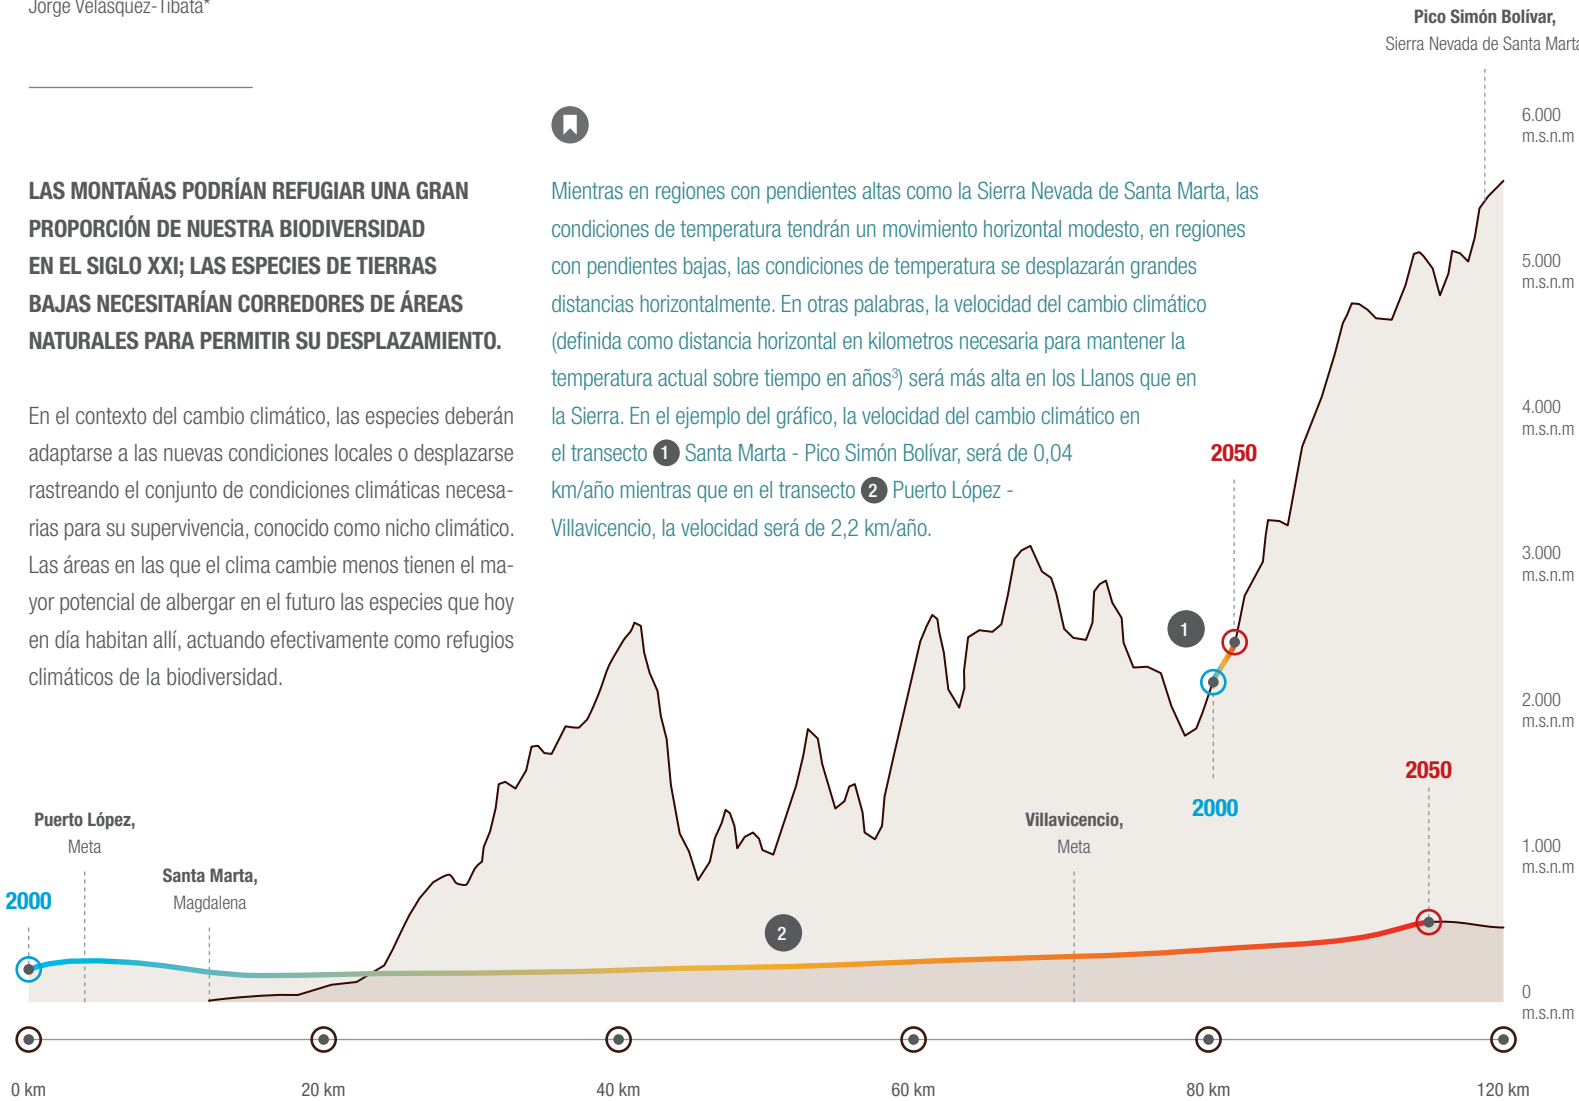 Jorge Velásquez-Tibatá*
LAS MONTAÑAS PODRÍAN REFUGIAR UNA GRAN
PROPORCIÓN DE NUESTRA BIODIVERSIDAD
EN EL SIGLO XXI; LAS ESPECIES DE TIERRAS
BAJAS NECESITARÍAN CORREDORES DE ÁREAS
NATURALES PARA PERMITIR SU DESPLAZAMIENTO.
En el contexto del cambio climático, las especies deberán
adaptarse a las nuevas condiciones locales o desplazarse
rastreando el conjunto de condiciones climáticas necesa-
rias para su supervivencia, conocido como nicho climático.
Las áreas en las que el clima cambie menos tienen el ma-
yor potencial de albergar en el futuro las especies que hoy
en día habitan allí, actuando efectivamente como refugios
climáticos de la biodiversidad.
Mientras en regiones con pendientes altas como la Sierra Nevada de Santa Marta, las
condiciones de temperatura tendrán un movimiento horizontal modesto, en regiones
con pendientes bajas, las condiciones de temperatura se desplazarán grandes
distancias horizontalmente. En otras palabras, la velocidad del cambio climático
(definida como distancia horizontal en kilometros necesaria para mantener la
temperatura actual sobre tiempo en años³) será más alta en los Llanos que en
la Sierra. En el ejemplo del gráfico, la velocidad del cambio climático en
el transecto 1 Santa Marta - Pico Simón Bolívar, será de 0,04
km/año mientras que en el transecto 2 Puerto López -
Villavicencio, la velocidad será de 2,2 km/año.
Pico Simón Bolívar,
Sierra Nevada de Santa Marta
6.000
m.s.n.m
5.000
m.s.n.m
4.000
m.s.n.m
3.000
m.s.n.m
2.000
m.s.n.m
1.000
m.s.n.m
0
m.s.n.m
2050
1
2000
2050
Villavicencio,
Meta
Puerto López,
Meta
Santa Marta,
Magdalena
2000
2
0 km
20 km
40 km
60 km
80 km
120 km